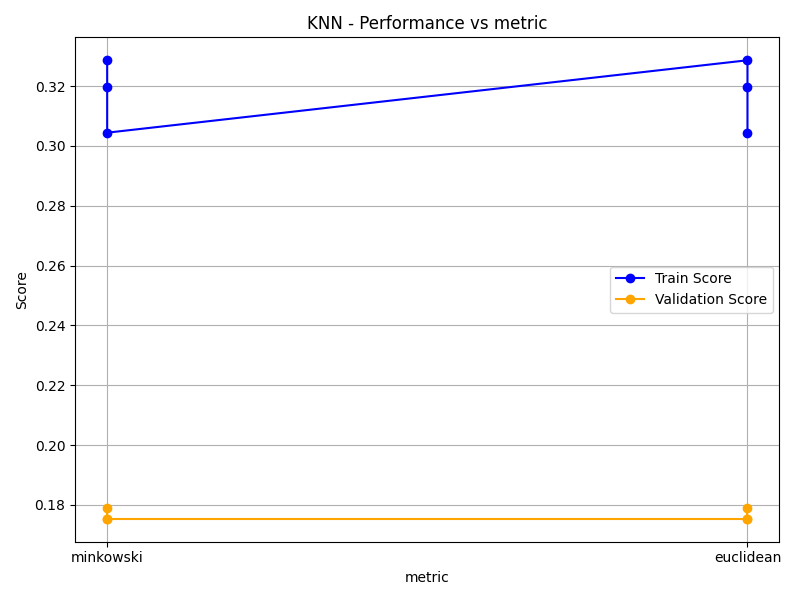 KNN - Performance vs metric
Score
0.32
0.30
0.28
0.26
0.24
0.22
0.20
0.18
Train Score
Validation Score
minkowski
euclidean
metric